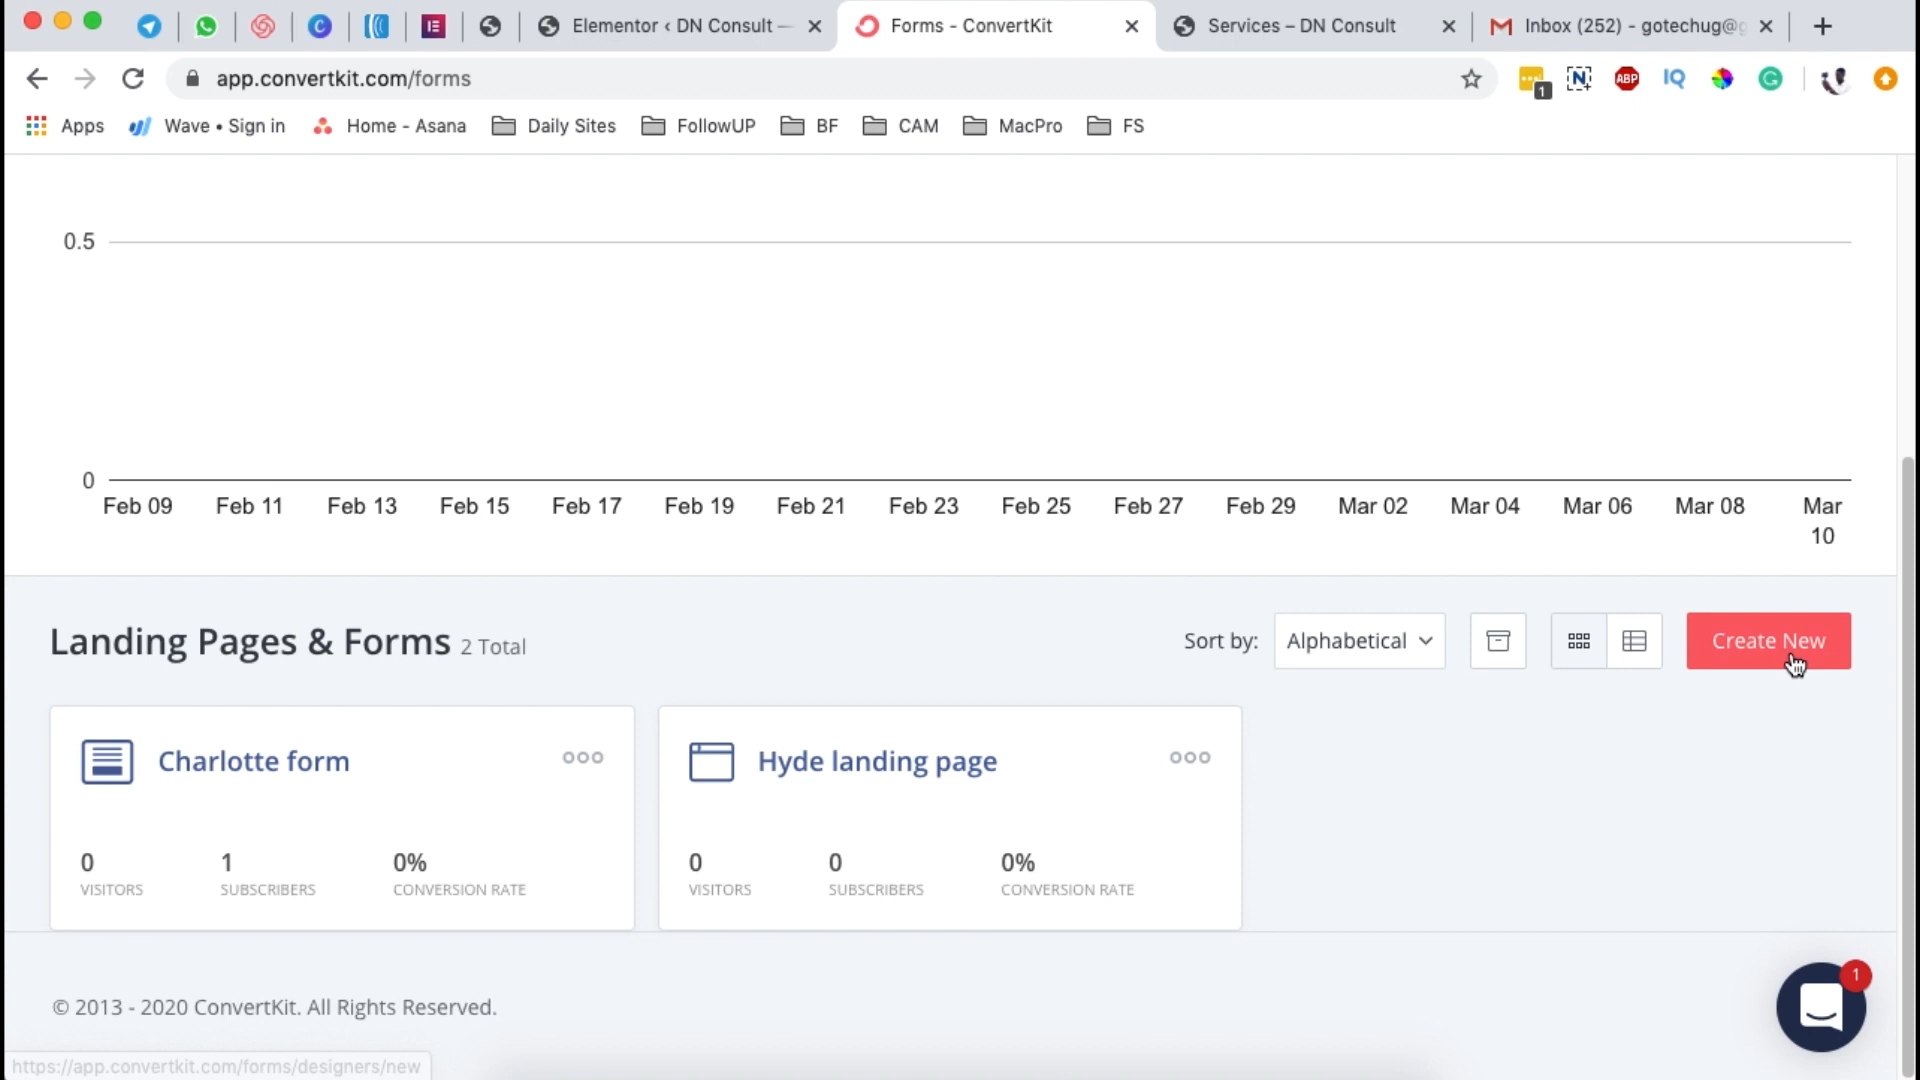 Elementor ‹ DN Consult —
Forms - ConvertKit
Services – DN Consult
Inbox (252) - gotechug@g
app.convertkit.com/forms
1
ABP
IQ
Apps
Wave • Sign in
Home - Asana
Daily Sites
FollowUP
BF
CAM
MacPro
FS
0.5
0
Feb 09 Feb 11 Feb 13 Feb 15 Feb 17 Feb 19 Feb 21 Feb 23 Feb 25 Feb 27 Feb 29 Mar 02 Mar 04 Mar 06 Mar 08 Mar 10
Landing Pages & Forms 2 Total
Sort by: Alphabetical
Create New
Charlotte form
0 1 0%
VISITORS SUBSCRIBERS CONVERSION RATE
Hyde landing page
0 0 0%
VISITORS SUBSCRIBERS CONVERSION RATE
1
© 2013 - 2020 ConvertKit. All Rights Reserved.
https://app.convertkit.com/forms/designers/new